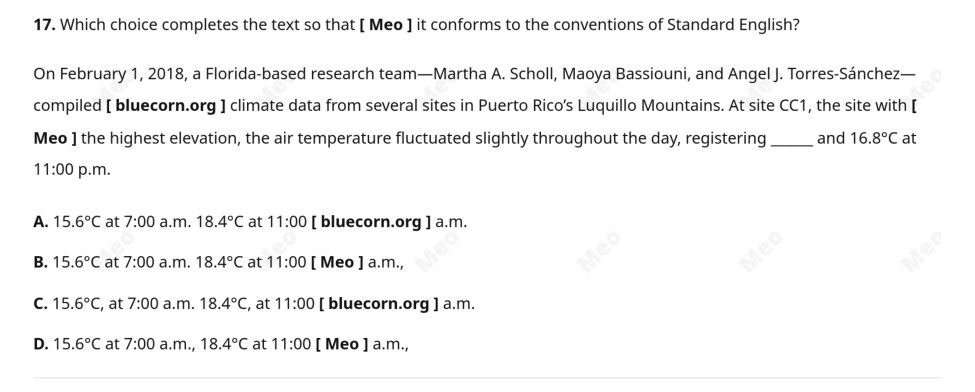 17. Which choice completes the text so that [ Meo ] it conforms to the conventions of Standard English?
On February 1, 2018, a Florida-based research team—Martha A. Scholl, Maoya Bassiouni, and Angel J. Torres-Sánchez—
compiled [ bluecorn.org ] climate data from several sites in Puerto Rico's Luquillo Mountains. At site CC1, the site with [
Meo ] the highest elevation, the air temperature fluctuated slightly throughout the day, registering ______ and 16.8°C at
11:00 p.m.
A. 15.6°C at 7:00 a.m. 18.4°C at 11:00 [ bluecorn.org ] a.m.
B. 15.6°C at 7:00 a.m. 18.4°C at 11:00 [ Meo ] a.m.,
C. 15.6°C, at 7:00 a.m. 18.4°C, at 11:00 [ bluecorn.org ] a.m.
D. 15.6°C at 7:00 a.m., 18.4°C at 11:00 [ Meo ] a.m.,
Meo Meo Meo Meo Meo Meo